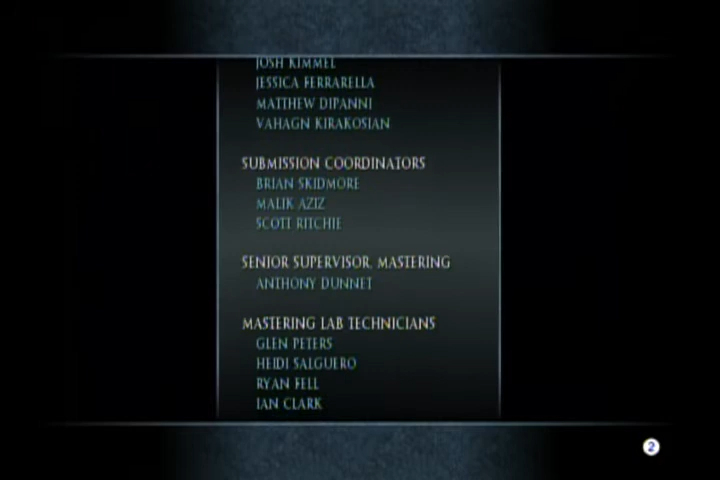 JOSH KIMMEL
JESSICA FERRARELLA
MATTHEW DIPANNI
VAHAGN KIRAKOSIAN
SUBMISSION COORDINATORS
BRIAN SKIDMORE
MALIK AZIZ
SCOTT RITCHIE
SENIOR SUPERVISOR, MASTERING
ANTHONY DUNNET
MASTERING LAB TECHNICIANS
GLEN PETERS
HEIDI SALGUERO
RYAN FELL
IAN CLARK
2